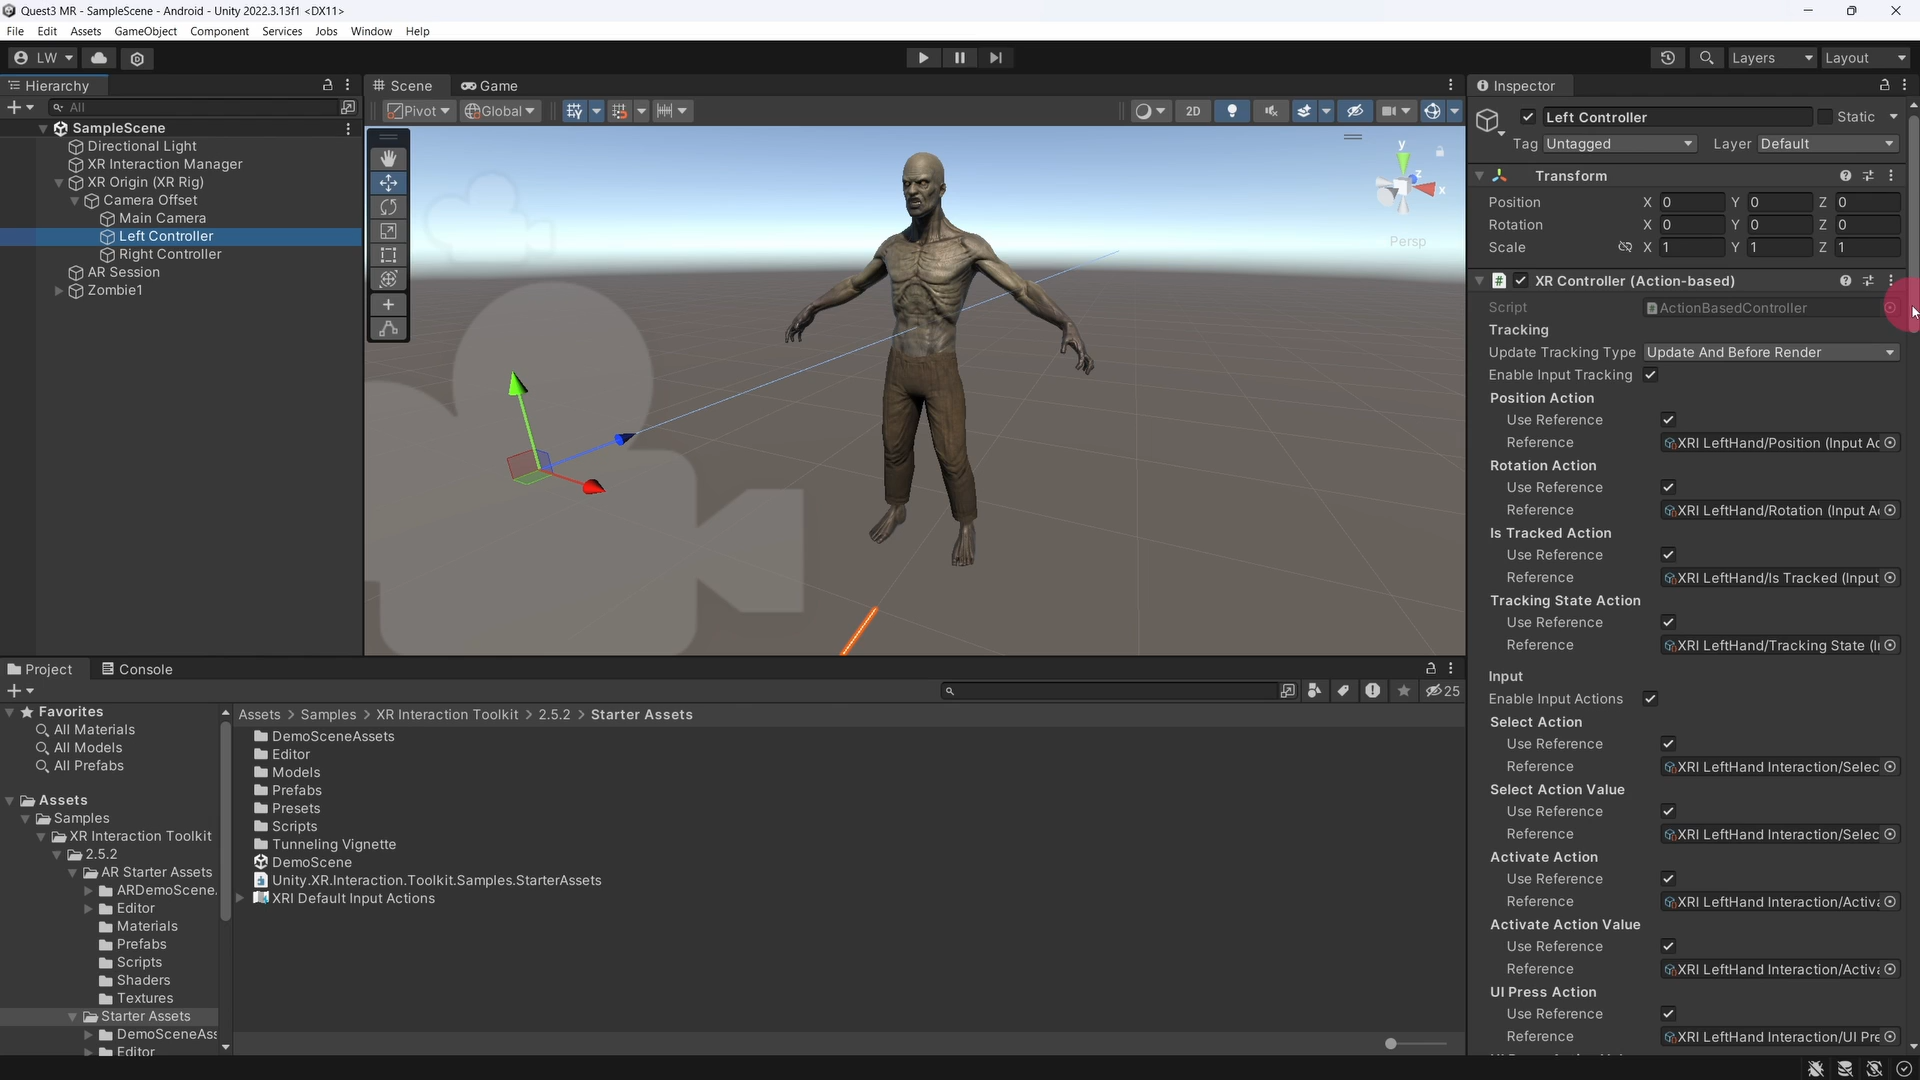 Quest3 MR - SampleScene - Android - Unity 2022.3.13f1 <DX11>
File Edit Assets GameObject Component Services Jobs Window Help
LW
Layers Layout
Hierarchy
All
SampleScene
Directional Light
XR Interaction Manager
XR Origin (XR Rig)
Camera Offset
Main Camera
Left Controller
Right Controller
AR Session
Zombie1
Scene Game
Pivot Global 2D
y
z
x
Persp
Inspector
Left Controller Static
Tag Untagged Layer Default
Transform
Position X 0 Y 0 Z 0
Rotation X 0 Y 0 Z 0
Scale X 1 Y 1 Z 1
XR Controller (Action-based)
Script ActionBasedController
Tracking
Update Tracking Type Update And Before Render
Enable Input Tracking
Position Action
Use Reference
Reference XRI LeftHand/Position (Input Ac
Rotation Action
Use Reference
Reference XRI LeftHand/Rotation (Input Ac
Is Tracked Action
Use Reference
Reference XRI LeftHand/Is Tracked (Input
Tracking State Action
Use Reference
Reference XRI LeftHand/Tracking State (I
Input
Enable Input Actions
Select Action
Use Reference
Reference XRI LeftHand Interaction/Selec
Select Action Value
Use Reference
Reference XRI LeftHand Interaction/Selec
Activate Action
Use Reference
Reference XRI LeftHand Interaction/Activa
Activate Action Value
Use Reference
Reference XRI LeftHand Interaction/Activa
UI Press Action
Use Reference
Reference XRI LeftHand Interaction/UI Pre
Project Console
25
Favorites
All Materials
All Models
All Prefabs
Assets
Samples
XR Interaction Toolkit
2.5.2
AR Starter Assets
ARDemoScene.
Editor
Materials
Prefabs
Scripts
Shaders
Textures
Starter Assets
DemoSceneAss
Editor
Assets > Samples > XR Interaction Toolkit > 2.5.2 > Starter Assets
DemoSceneAssets
Editor
Models
Prefabs
Presets
Scripts
Tunneling Vignette
DemoScene
Unity.XR.Interaction.Toolkit.Samples.StarterAssets
XRI Default Input Actions